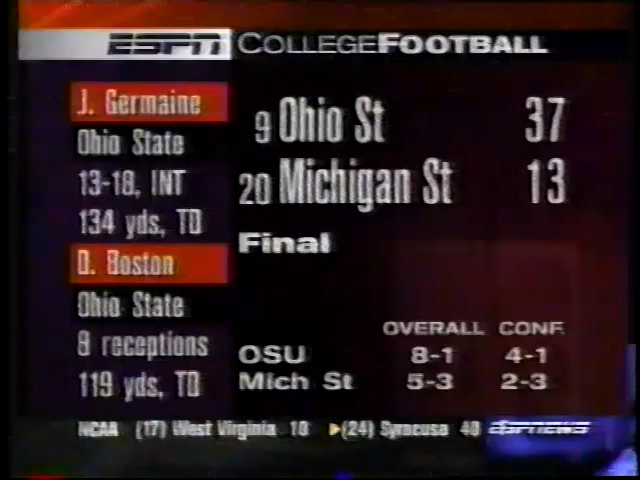 ESPN COLLEGEFOOTBALL
J. Germaine
Ohio State
13-18, INT
134 yds, TD
D. Boston
Ohio State
8 receptions
119 yds, TD
9 Ohio St 37
20 Michigan St 13
Final
OVERALL CONF.
OSU 8-1 4-1
Mich St 5-3 2-3
NCAA (17) West Virginia 10 (24) Syracuse 40 ESPNEWS